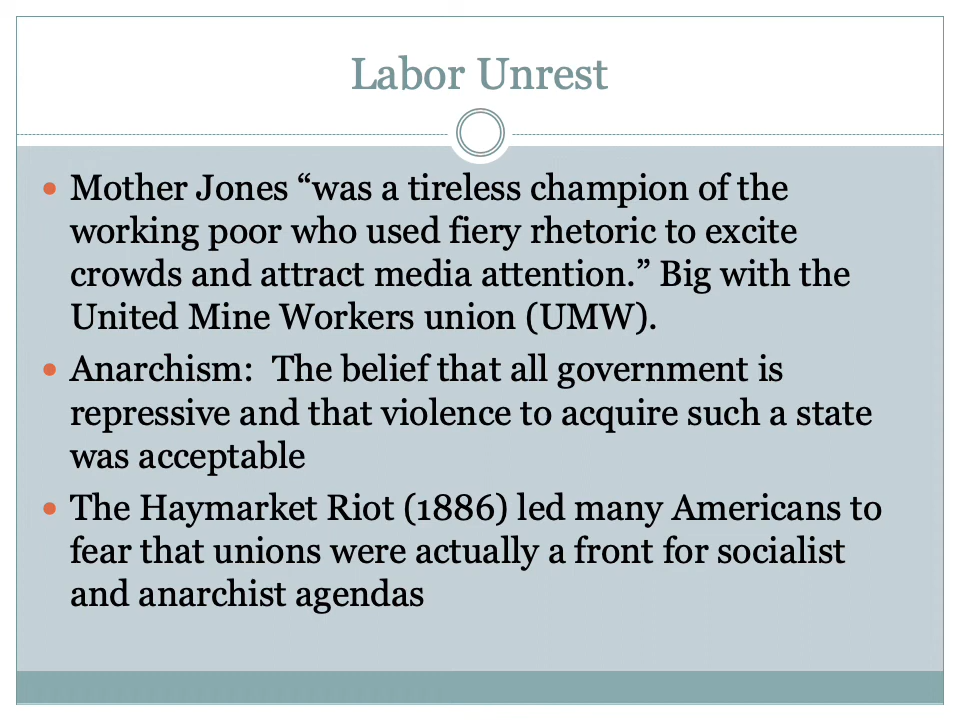 Labor Unrest
• Mother Jones “was a tireless champion of the
working poor who used fiery rhetoric to excite
crowds and attract media attention.” Big with the
United Mine Workers union (UMW).
• Anarchism:  The belief that all government is
repressive and that violence to acquire such a state
was acceptable
• The Haymarket Riot (1886) led many Americans to
fear that unions were actually a front for socialist
and anarchist agendas